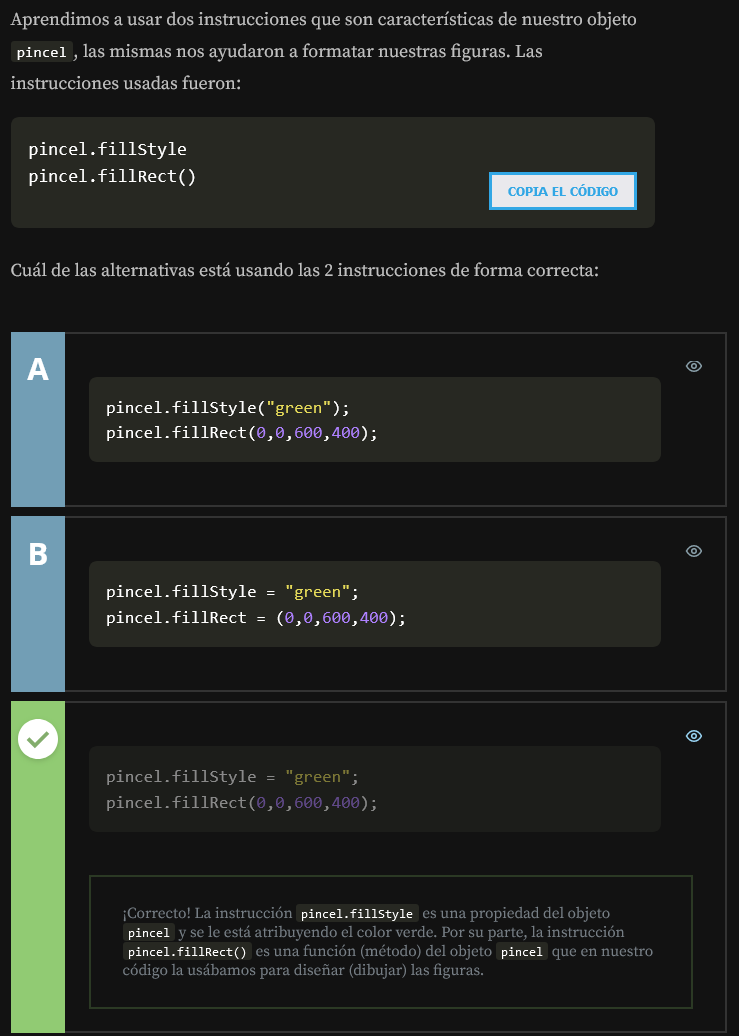 Aprendimos a usar dos instrucciones que son características de nuestro objeto
pincel, las mismas nos ayudaron a formatar nuestras figuras. Las
instrucciones usadas fueron:
pincel.fillStyle
pincel.fillRect()
COPIA EL CÓDIGO
Cuál de las alternativas está usando las 2 instrucciones de forma correcta:
A
pincel.fillStyle("green");
pincel.fillRect(0,0,600,400);
B
pincel.fillStyle = "green";
pincel.fillRect = (0,0,600,400);
pincel.fillStyle = "green";
pincel.fillRect(0,0,600,400);
¡Correcto! La instrucción pincel.fillStyle es una propiedad del objeto
pincel y se le está atribuyendo el color verde. Por su parte, la instrucción
pincel.fillRect() es una función (método) del objeto pincel que en nuestro
código la usábamos para diseñar (dibujar) las figuras.